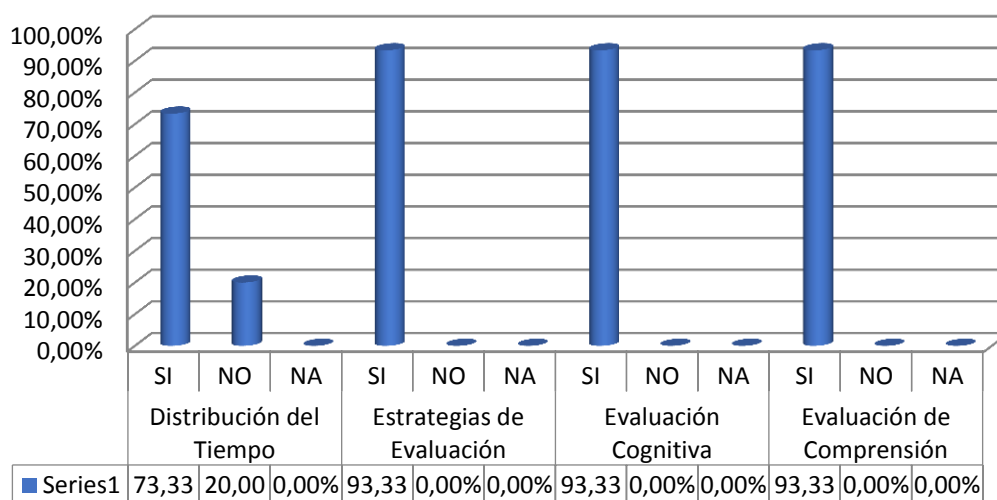 100,00%
90,00%
80,00%
70,00%
60,00%
50,00%
40,00%
30,00%
20,00%
10,00%
0,00%
SI NO NA SI NO NA SI NO NA SI NO NA
Distribución del Tiempo
Estrategias de Evaluación
Evaluación Cognitiva
Evaluación de Comprensión
Series1 73,33 20,00 0,00% 93,33 0,00% 0,00% 93,33 0,00% 0,00% 93,33 0,00% 0,00%